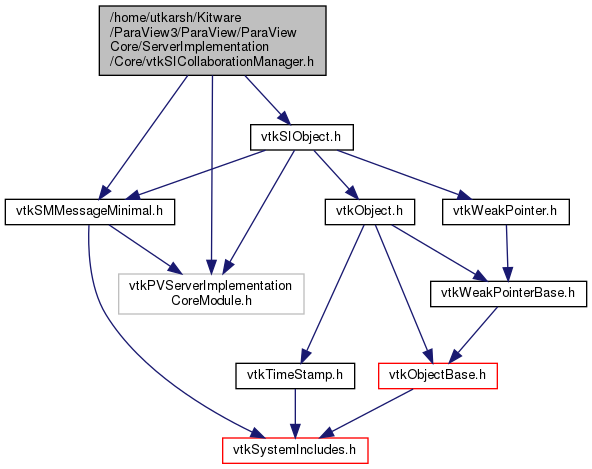 /home/utkarsh/Kitware
/ParaView3/ParaView/ParaView
Core/ServerImplementation
/Core/vtkSICollaborationManager.h
vtkSIObject.h
vtkSMMessageMinimal.h
vtkObject.h
vtkWeakPointer.h
vtkPVServerImplementation
CoreModule.h
vtkWeakPointerBase.h
vtkTimeStamp.h
vtkObjectBase.h
vtkSystemIncludes.h